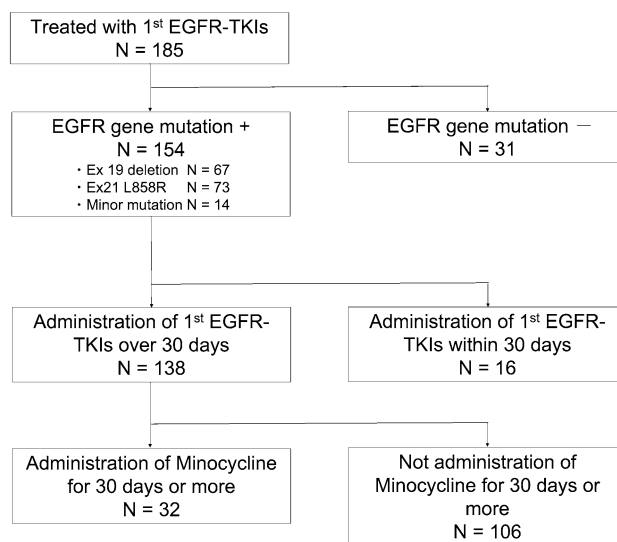 Treated with 1st EGFR-TKIs
N = 185
EGFR gene mutation +
N = 154
・Ex 19 deletion N = 67
・Ex21 L858R N = 73
・Minor mutation N = 14
EGFR gene mutation －
N = 31
Administration of 1st EGFR-
TKIs over 30 days
N = 138
Administration of 1st EGFR-
TKIs within 30 days
N = 16
Administration of Minocycline
for 30 days or more
N = 32
Not administration of
Minocycline for 30 days or
more
N = 106